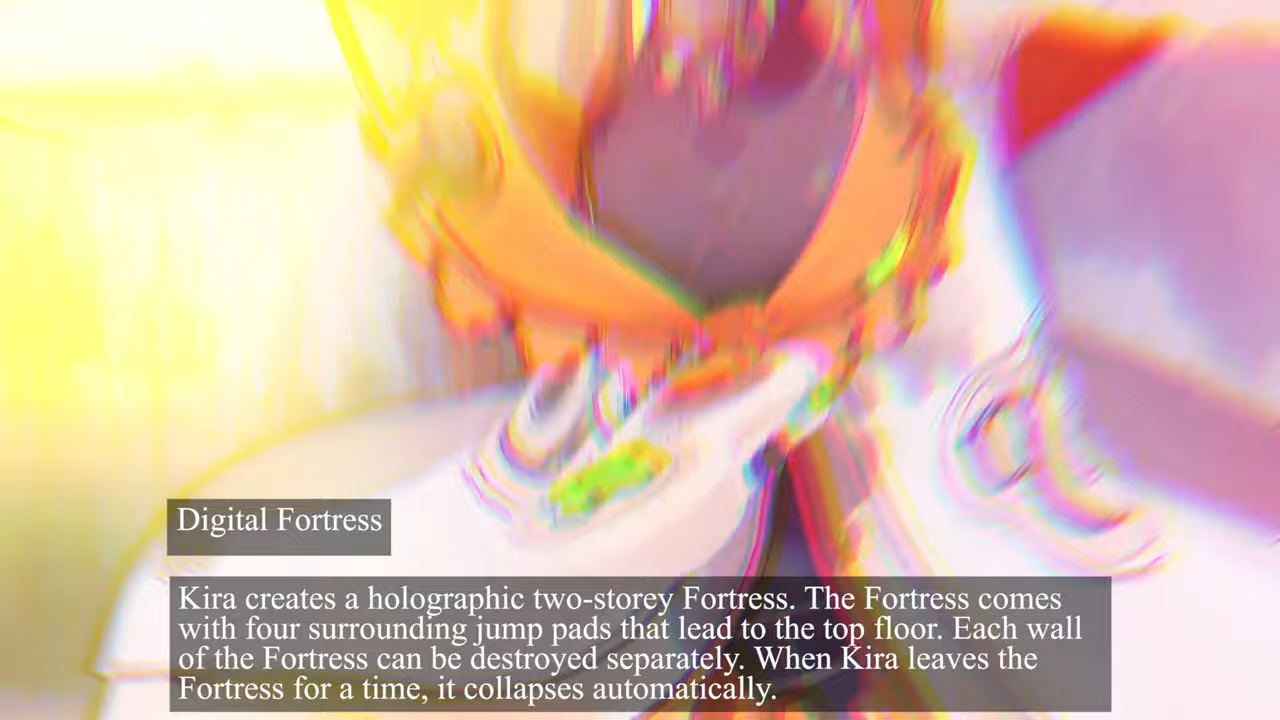 Digital Fortress
Kira creates a holographic two-storey Fortress. The Fortress comes
with four surrounding jump pads that lead to the top floor. Each wall
of the Fortress can be destroyed separately. When Kira leaves the
Fortress for a time, it collapses automatically.